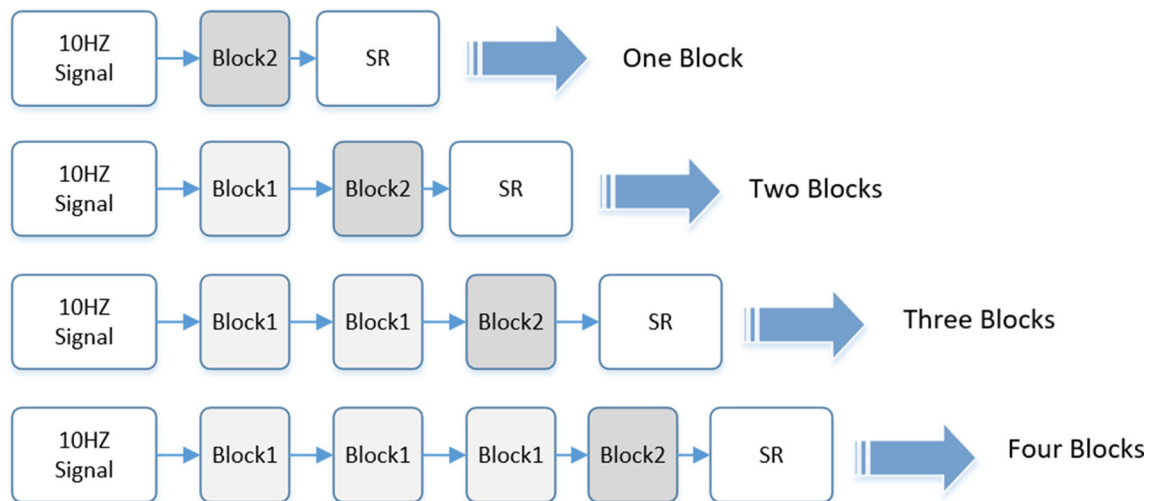 10HZ
Signal
Block2
SR
One Block
10HZ
Signal
Block1
Block2
SR
Two Blocks
10HZ
Signal
Block1
Block1
Block2
SR
Three Blocks
10HZ
Signal
Block1
Block1
Block1
Block2
SR
Four Blocks